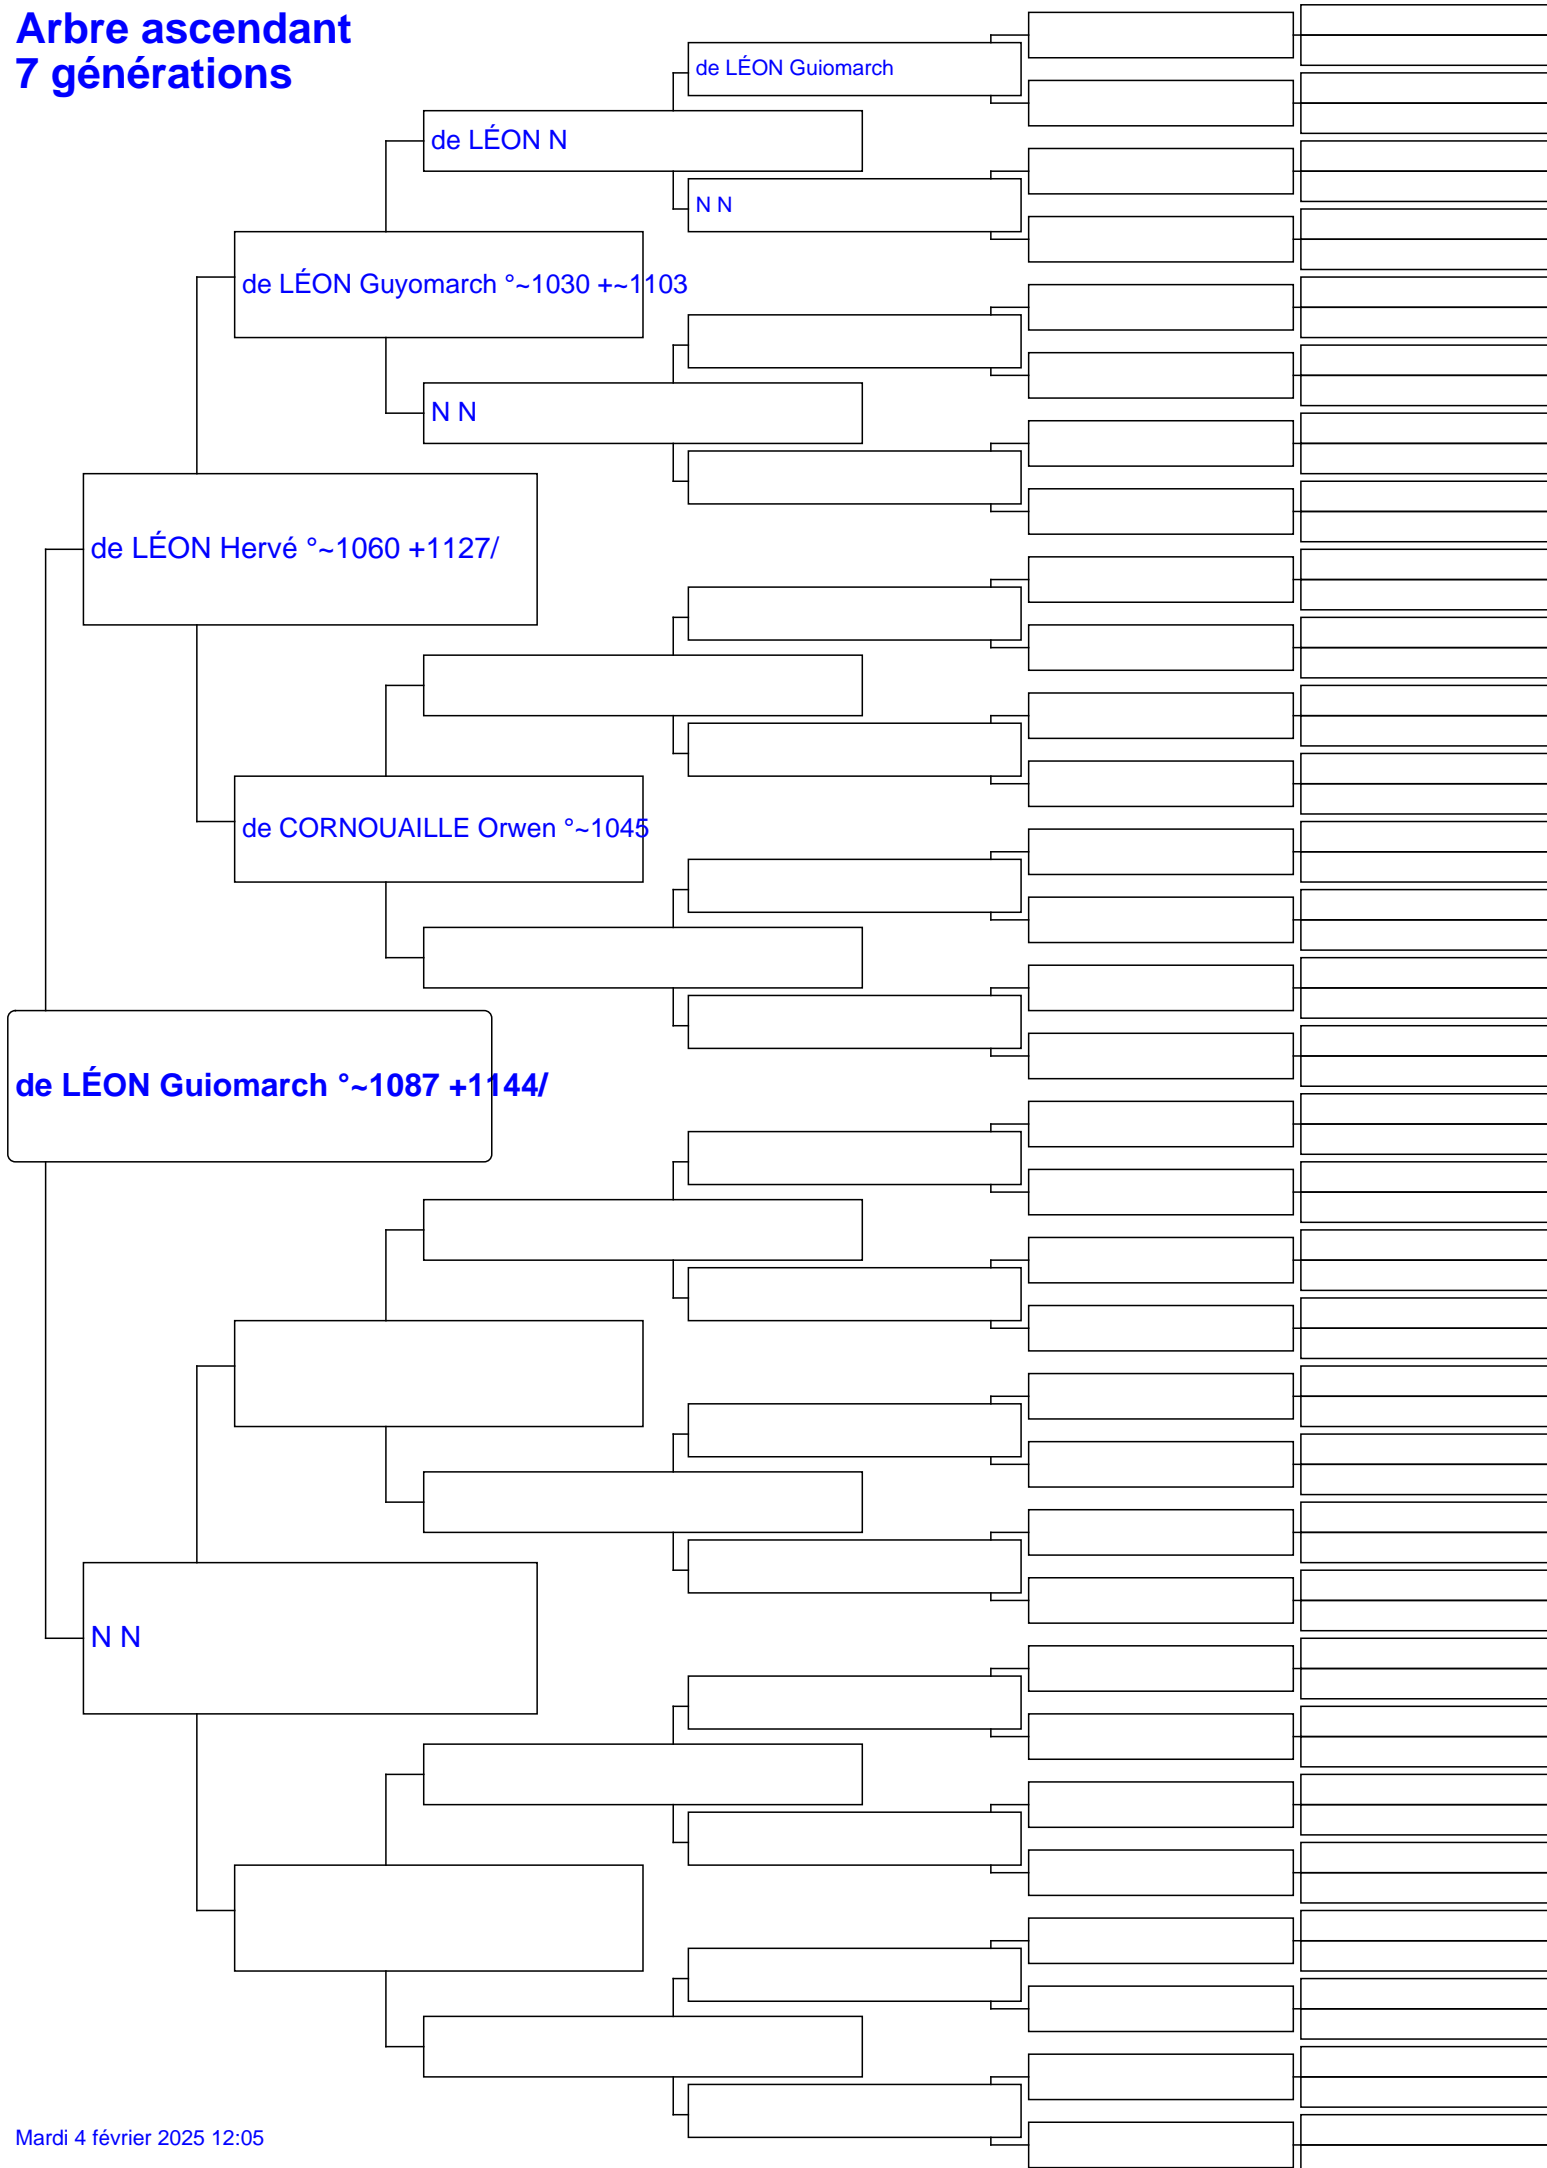 Arbre ascendant
7 générations
de LÉON Guiomarch
de LÉON N
N N
de LÉON Guyomarch °~1030 +~1103
N N
de LÉON Hervé °~1060 +1127/
de CORNOUAILLE Orwen °~1045
de LÉON Guiomarch °~1087 +1144/
N N
Mardi 4 février 2025 12:05